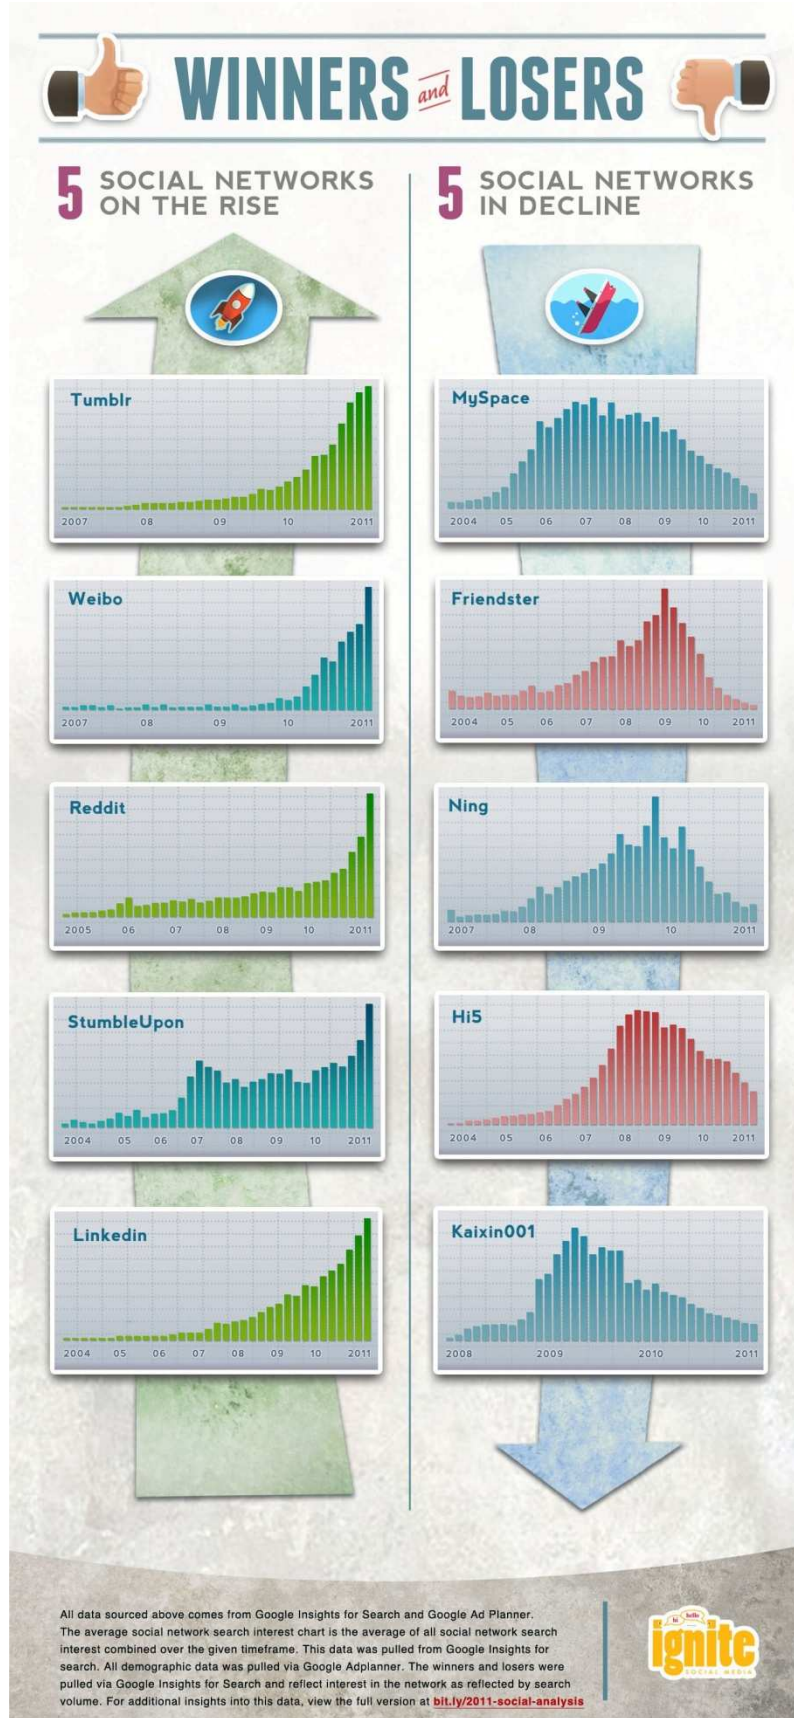 WINNERS and LOSERS
5 SOCIAL NETWORKS
ON THE RISE
Tumblr
2007 08 09 10 2011
Weibo
2007 08 09 10 2011
Reddit
2005 06 07 08 09 10 2011
StumbleUpon
2004 05 06 07 08 09 10 2011
Linkedin
2004 05 06 07 08 09 10 2011
5 SOCIAL NETWORKS
IN DECLINE
MySpace
2004 05 06 07 08 09 10 2011
Friendster
2004 05 06 07 08 09 10 2011
Ning
2007 08 09 10 2011
Hi5
2004 05 06 07 08 09 10 2011
Kaixin001
2008 2009 2010 2011
All data sourced above comes from Google Insights for Search and Google Ad Planner.
The average social network search interest chart is the average of all social network search
interest combined over the given timeframe. This data was pulled from Google Insights for
search. All demographic data was pulled via Google Adplanner. The winners and losers were
pulled via Google Insights for Search and reflect interest in the network as reflected by search
volume. For additional insights into this data, view the full version at bit.ly/2011-social-analysis
hi hello
ignite
SOCIAL MEDIA